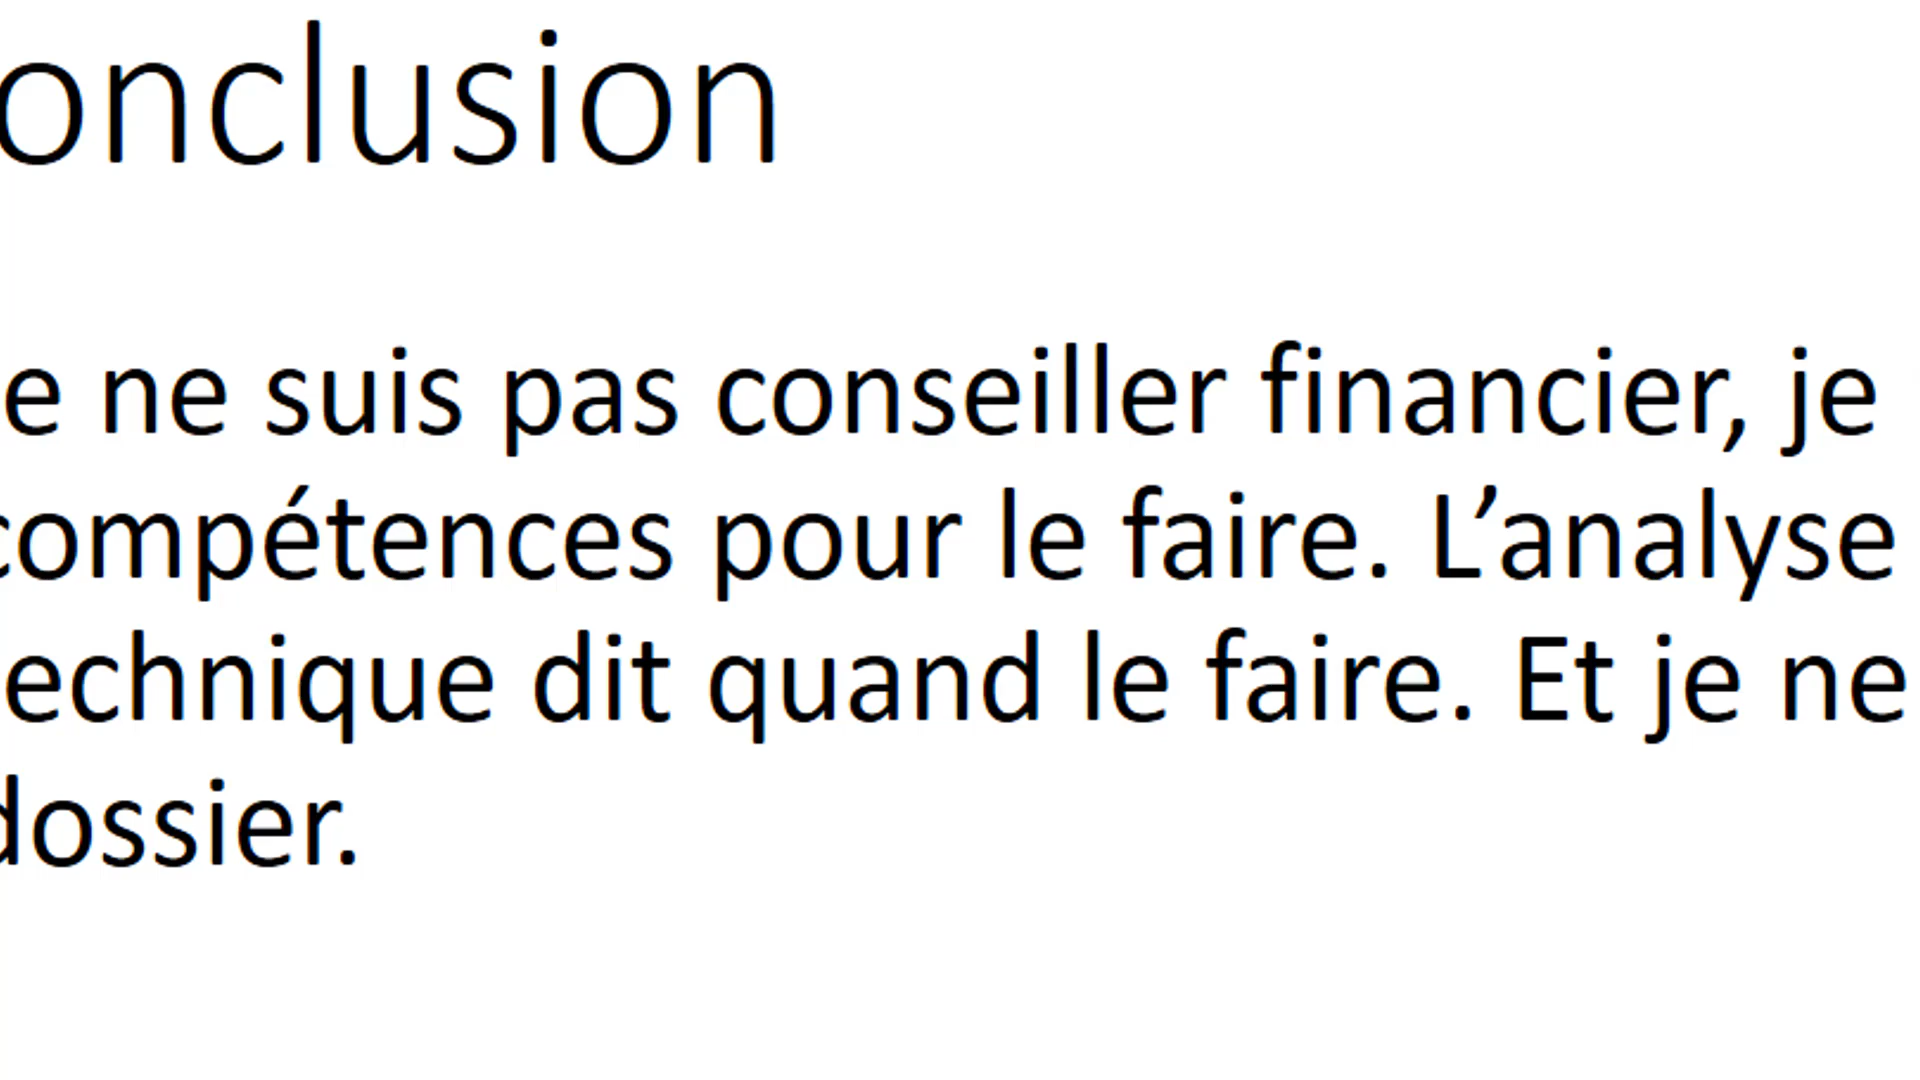 onclusion
e ne suis pas conseiller financier, je
compétences pour le faire. L’analyse
echnique dit quand le faire. Et je ne
dossier.